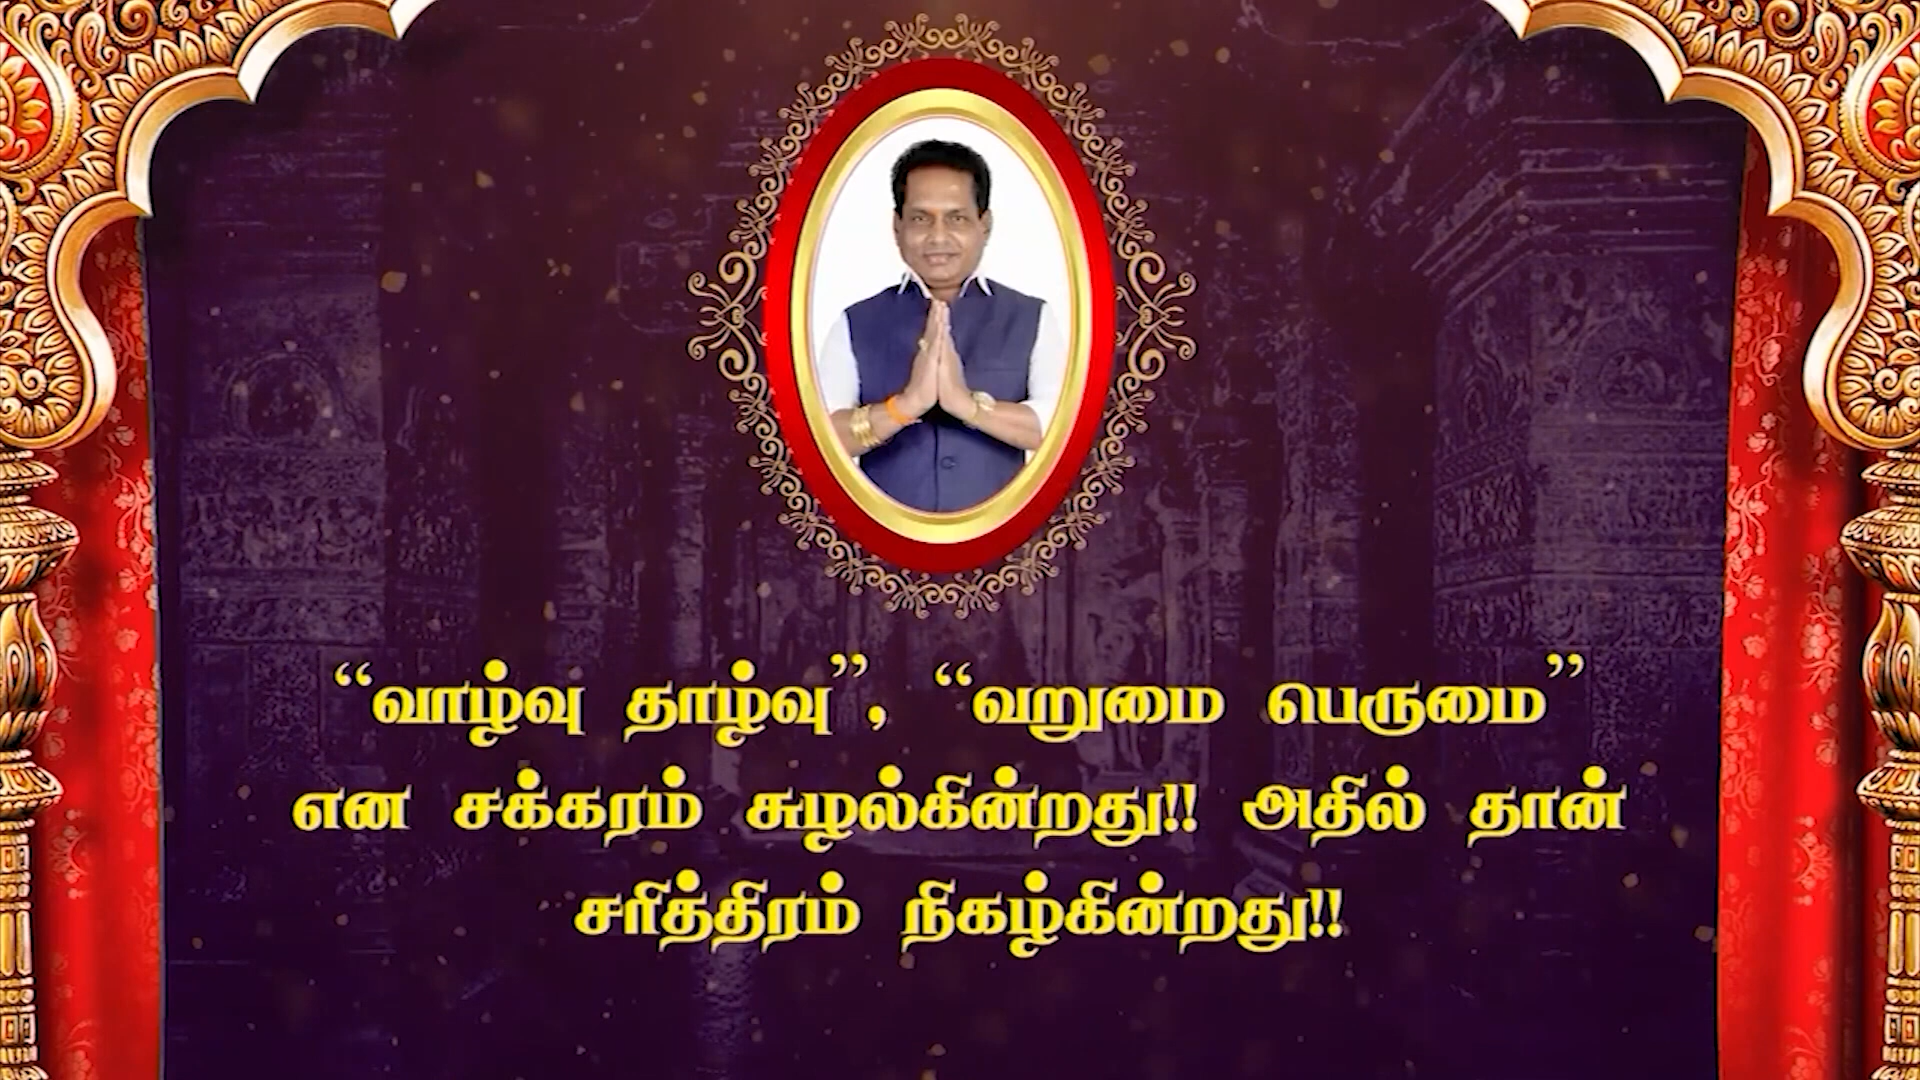 “வாழ்வு தாழ்வு”, “வறுமை பெருமை”
என சக்கரம் சுழல்கின்றது!! அதில் தான்
சரித்திரம் நிகழ்கின்றது!!